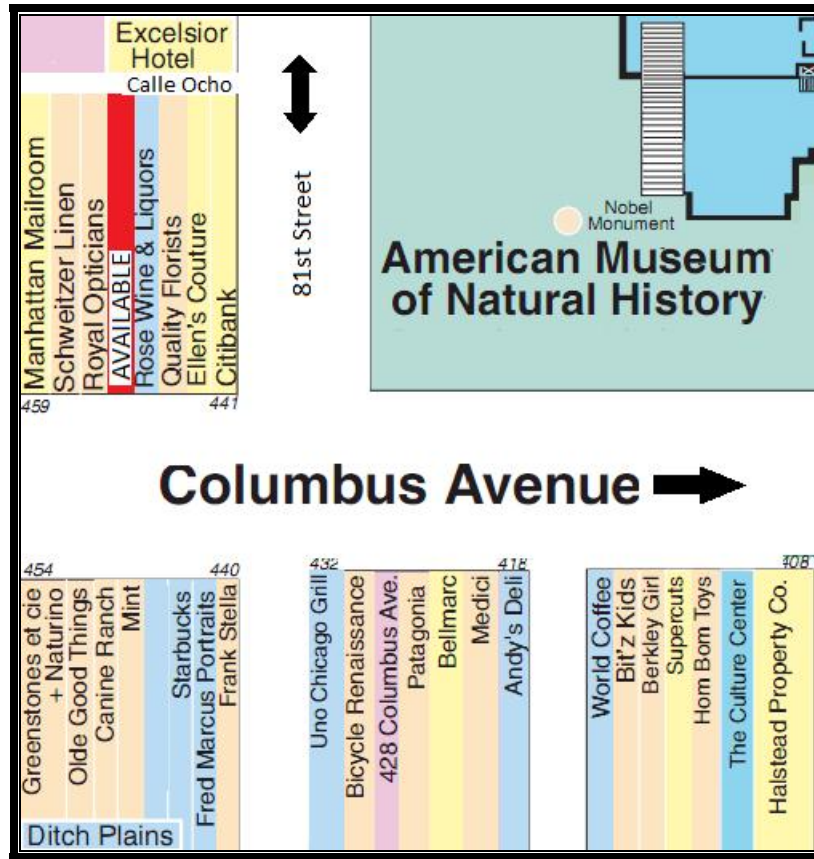 Excelsior
Hotel
Calle Ocho
Manhattan Mailroom
Schweitzer Linen
Royal Opticians
AVAILABLE
Rose Wine & Liquors
Quality Florists
Ellen's Couture
Citibank
459
441
81st Street
Nobel
Monument
American Museum
of Natural History
Columbus Avenue
454
440
Greenstones et cie
+ Naturino
Olde Good Things
Canine Ranch
Mint
Starbucks
Fred Marcus Portraits
Frank Stella
Ditch Plains
432
418
Uno Chicago Grill
Bicycle Renaissance
428 Columbus Ave.
Patagonia
Bellmarc
Medici
Andy's Deli
408
World Coffee
Bit'z Kids
Berkley Girl
Supercuts
Hom Bom Toys
The Culture Center
Halstead Property Co.